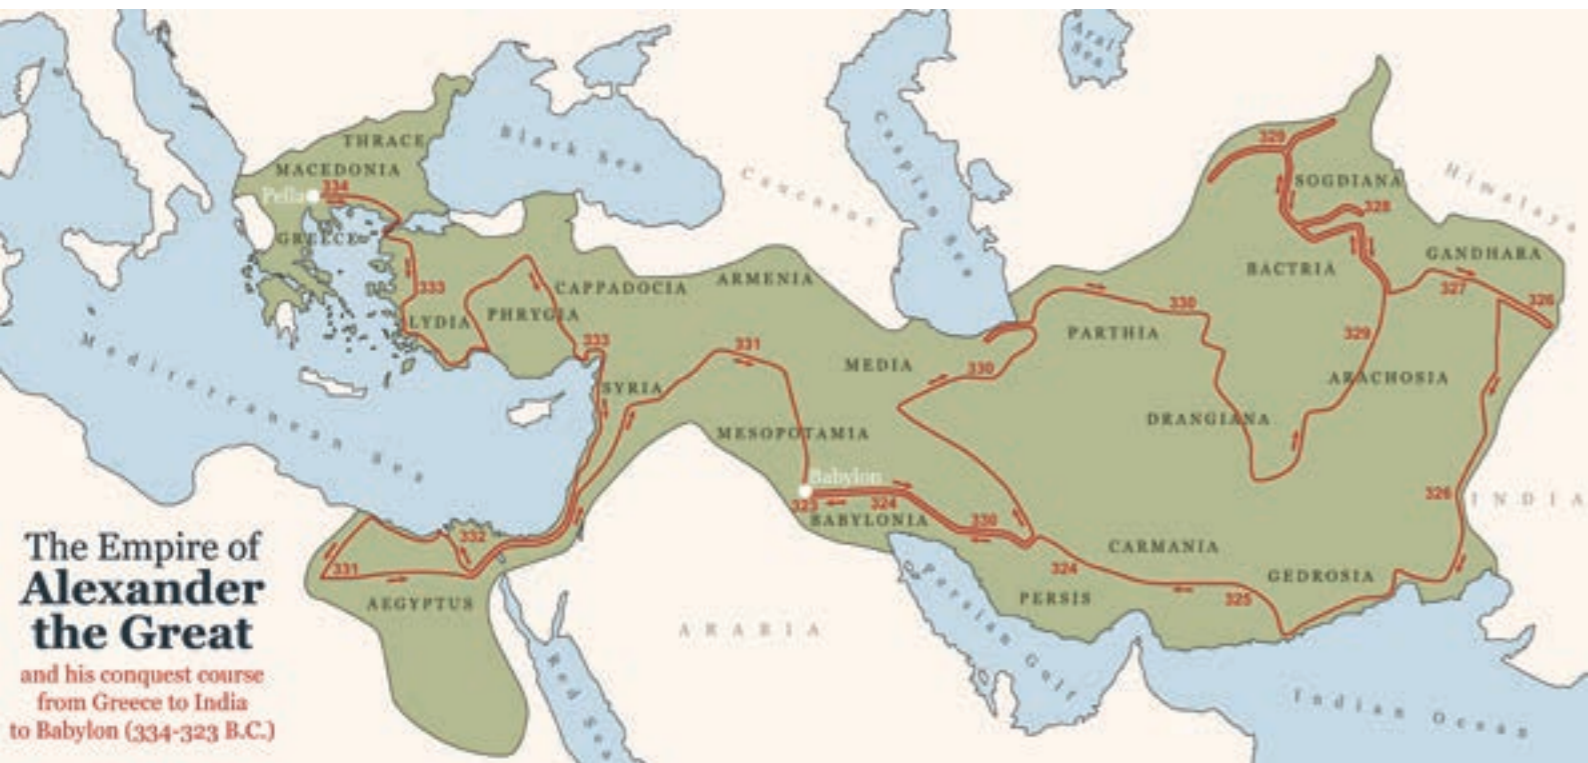 Aral
Sea
THRACE
Black Sea
MACEDONIA
Caspian Sea
Caucasus
Himalaya
329
SOGDIANA
328
Pella
334
GREECE
GANDHARA
BACTRIA
327
326
333
CAPPADOCIA
ARMENIA
LYDIA
PHRYGIA
330
PARTHIA
329
333
331
MEDIA
330
SYRIA
ARACHOSIA
Mediterranean Sea
DRANGIANA
MESOPOTAMIA
Babylon
323
324
326
INDIA
BABYLONIA
330
332
331
AEGYPTUS
CARMANIA
324
GEDROSIA
325
PERSIS
Persian Gulf
ARABIA
Red Sea
Indian Ocean
The Empire of
Alexander
the Great
and his conquest course
from Greece to India
to Babylon (334-323 B.C.)